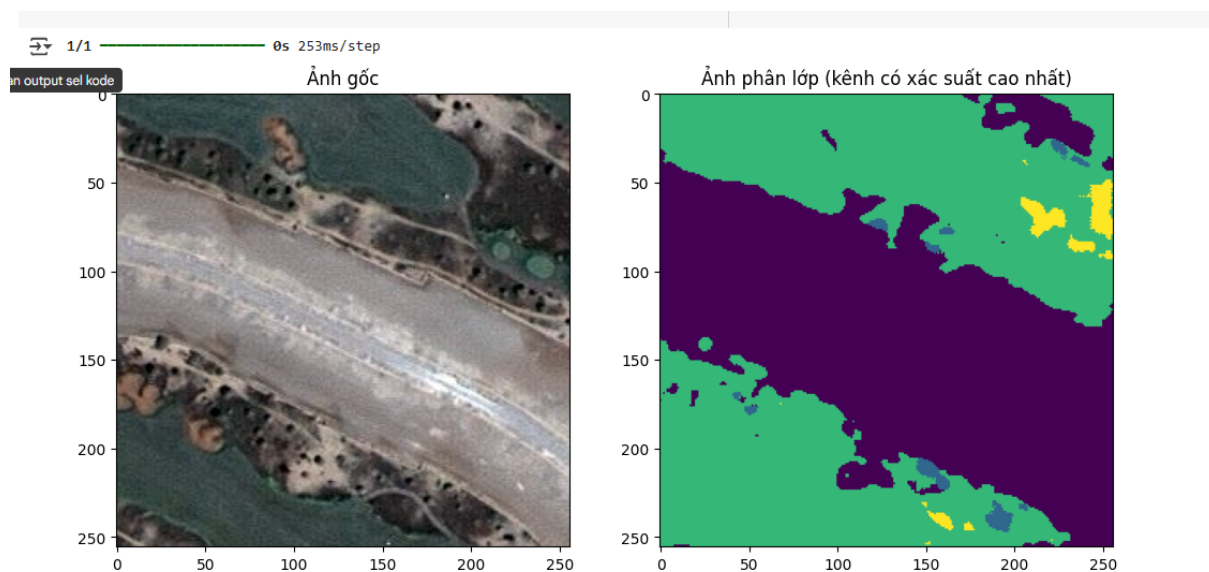 1/1 0s 253ms/step
an output sel kode
Ảnh gốc
Ảnh phân lớp (kênh có xác suất cao nhất)
0
50
100
150
200
250
0 50 100 150 200 250
0
50
100
150
200
250
0 50 100 150 200 250